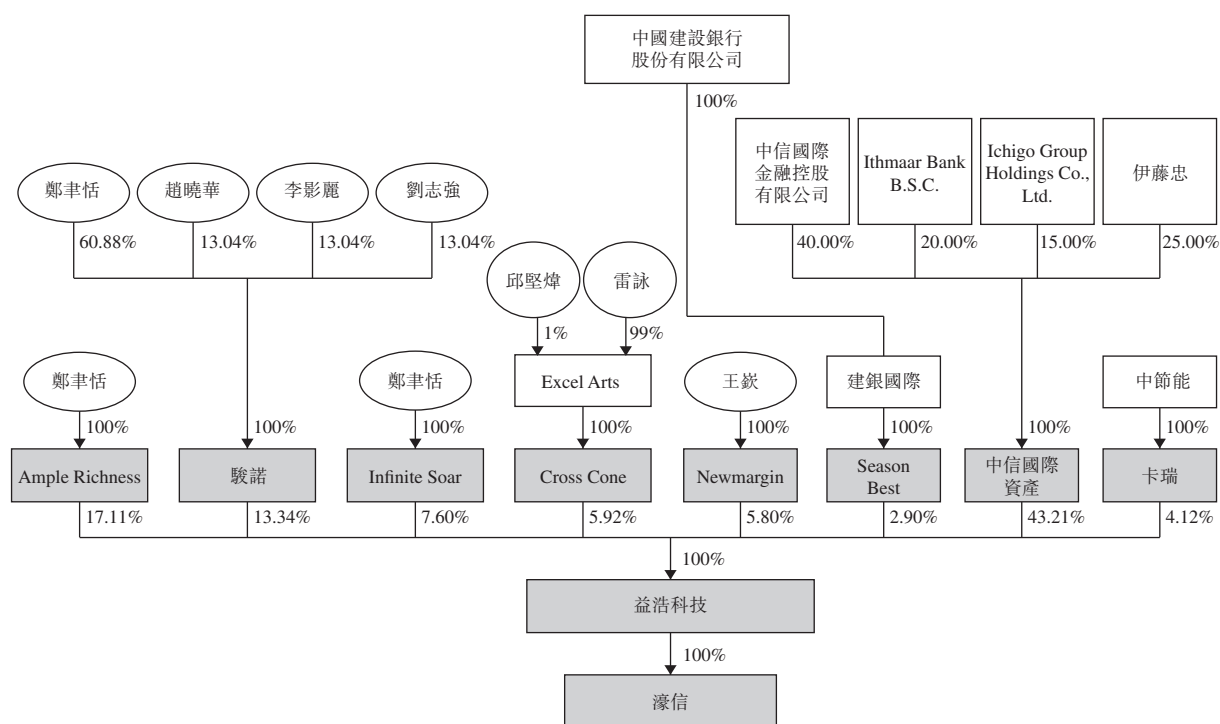 中國建設銀行
股份有限公司
100%
中信國際
金融控股
有限公司
Ithmaar Bank
B.S.C.
Ichigo Group
Holdings Co.,
Ltd.
伊藤忠
鄭聿恬
趙曉華
李影麗
劉志強
60.88%
13.04%
13.04%
13.04%
40.00%
20.00%
15.00%
25.00%
邱堅煒
雷詠
1%
99%
鄭聿恬
鄭聿恬
Excel Arts
王嶔
建銀國際
中節能
100%
100%
100%
100%
100%
100%
100%
100%
Ample Richness
駿諾
Infinite Soar
Cross Cone
Newmargin
Season
Best
中信國際
資產
卡瑞
17.11%
13.34%
7.60%
5.92%
5.80%
2.90%
43.21%
4.12%
100%
益浩科技
100%
濠信